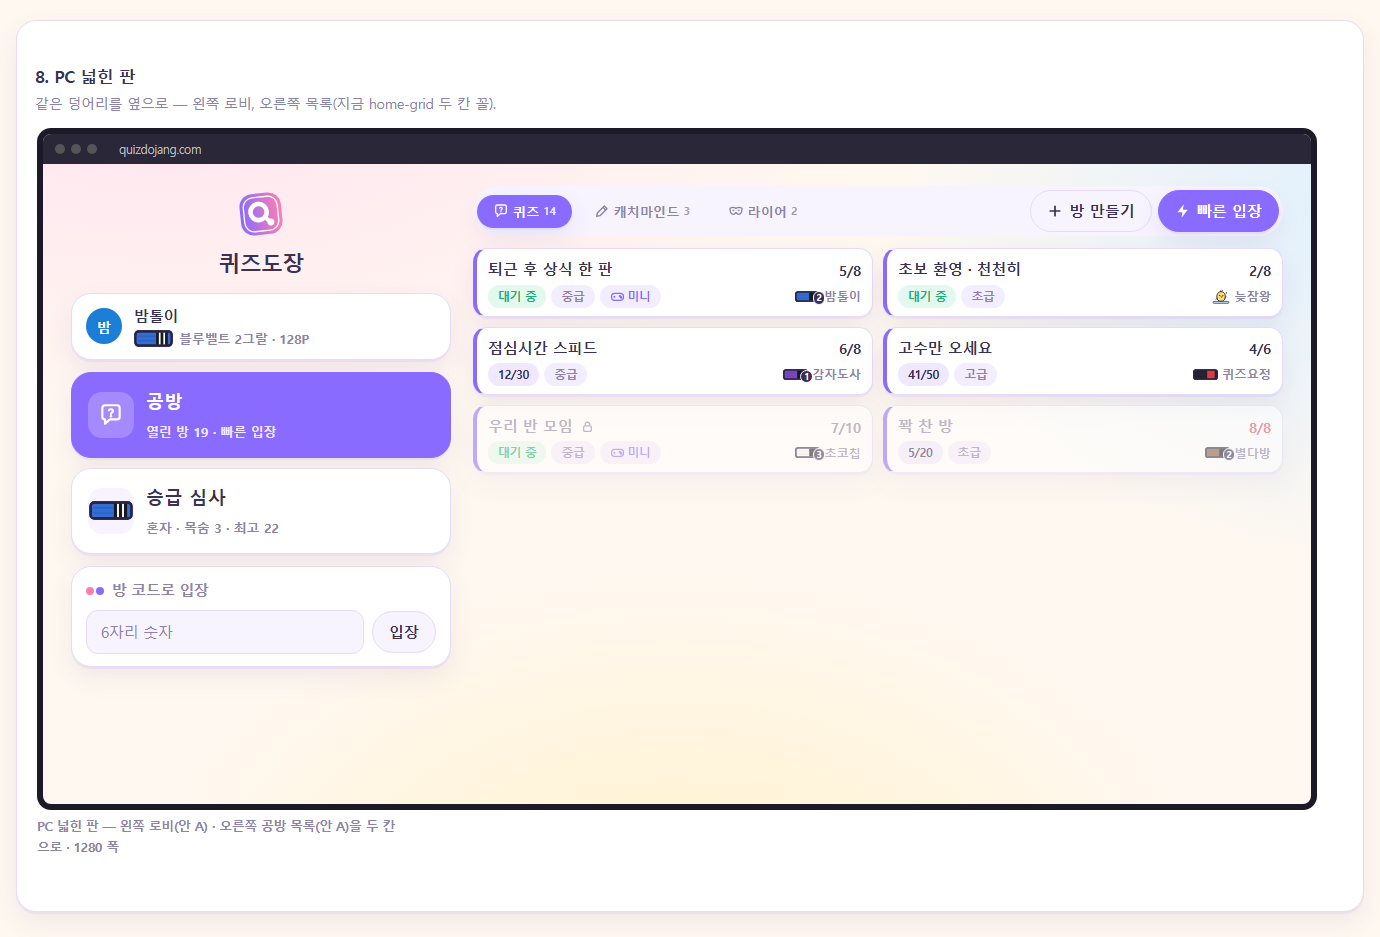 8. PC 넓힌 판
같은 덩어리를 옆으로 — 왼쪽 로비, 오른쪽 목록(지금 home-grid 두 칸 꼴).
quizdojang.com
퀴즈도장
밤톨이
밤
블루벨트 2그랄 · 128P
공방
열린 방 19 · 빠른 입장
승급 심사
혼자 · 목숨 3 · 최고 22
방 코드로 입장
6자리 숫자
입장
퀴즈 14
캐치마인드 3
라이어 2
+ 방 만들기
빠른 입장
퇴근 후 상식 한 판
5/8
대기 중
중급
미니
2 밤톨이
초보 환영 · 천천히
2/8
대기 중
초급
늦잠왕
점심시간 스피드
6/8
12/30
중급
1 감자도사
고수만 오세요
4/6
41/50
고급
퀴즈요정
우리 반 모임
7/10
대기 중
중급
미니
3 초코칩
꽉 찬 방
8/8
5/20
초급
2 별다방
PC 넓힌 판 — 왼쪽 로비(안 A) · 오른쪽 공방 목록(안 A)을 두 칸
으로 · 1280 폭